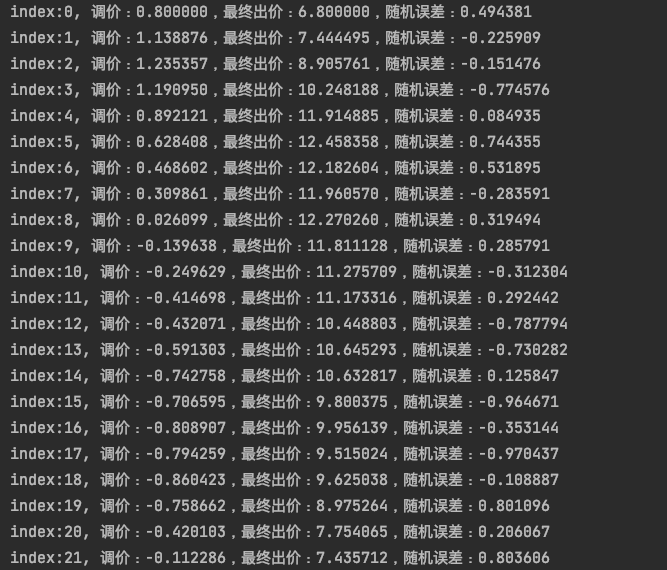 index:0, 调价：0.800000，最终出价：6.800000，随机误差：0.494381
index:1, 调价：1.138876，最终出价：7.444495，随机误差：-0.225909
index:2, 调价：1.235357，最终出价：8.905761，随机误差：-0.151476
index:3, 调价：1.190950，最终出价：10.248188，随机误差：-0.774576
index:4, 调价：0.892121，最终出价：11.914885，随机误差：0.084935
index:5, 调价：0.628408，最终出价：12.458358，随机误差：0.744355
index:6, 调价：0.468602，最终出价：12.182604，随机误差：0.531895
index:7, 调价：0.309861，最终出价：11.960570，随机误差：-0.283591
index:8, 调价：0.026099，最终出价：12.270260，随机误差：0.319494
index:9, 调价：-0.139638，最终出价：11.811128，随机误差：0.285791
index:10, 调价：-0.249629，最终出价：11.275709，随机误差：-0.312304
index:11, 调价：-0.414698，最终出价：11.173316，随机误差：0.292442
index:12, 调价：-0.432071，最终出价：10.448803，随机误差：-0.787794
index:13, 调价：-0.591303，最终出价：10.645293，随机误差：-0.730282
index:14, 调价：-0.742758，最终出价：10.632817，随机误差：0.125847
index:15, 调价：-0.706595，最终出价：9.800375，随机误差：-0.964671
index:16, 调价：-0.808907，最终出价：9.956139，随机误差：-0.353144
index:17, 调价：-0.794259，最终出价：9.515024，随机误差：-0.970437
index:18, 调价：-0.860423，最终出价：9.625038，随机误差：-0.108887
index:19, 调价：-0.758662，最终出价：8.975264，随机误差：0.801096
index:20, 调价：-0.420103，最终出价：7.754065，随机误差：0.206067
index:21, 调价：-0.112286，最终出价：7.435712，随机误差：0.803606